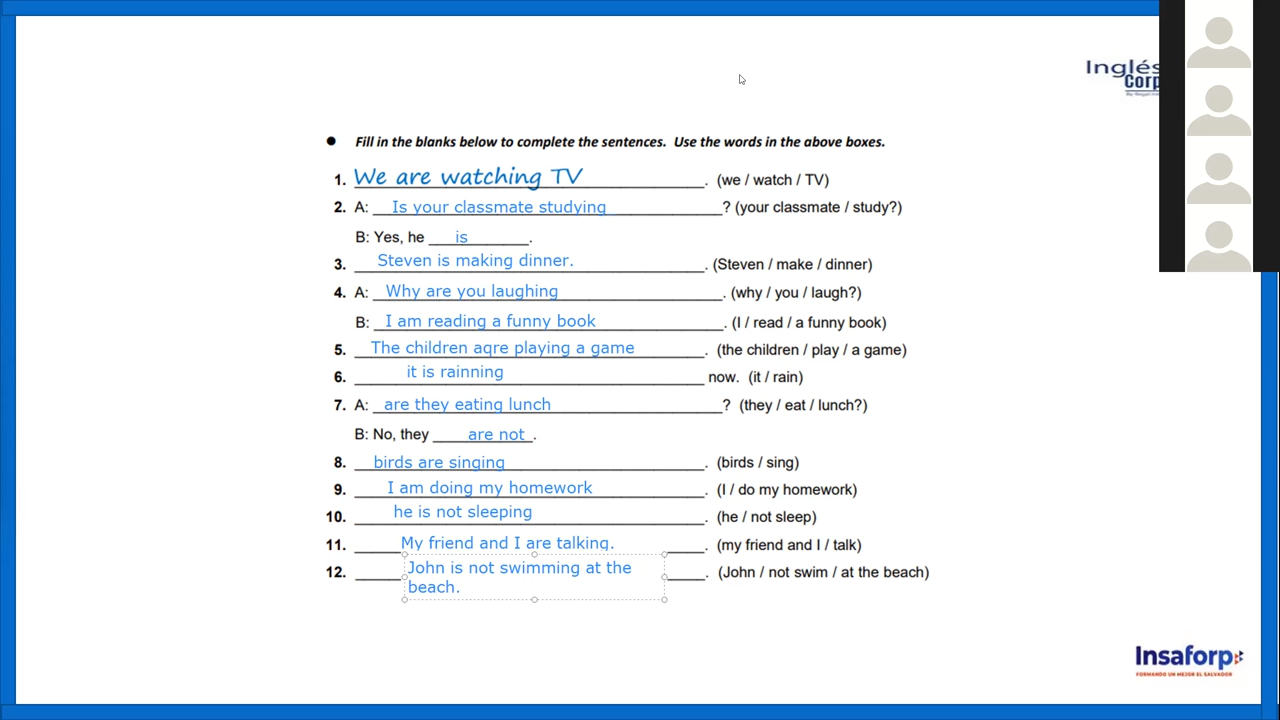 Inglés
Corp
● Fill in the blanks below to complete the sentences. Use the words in the above boxes.
1. We are watching TV. (we / watch / TV)
2. A: Is your classmate studying? (your classmate / study?)
B: Yes, he is.
3. Steven is making dinner.. (Steven / make / dinner)
4. A: Why are you laughing. (why / you / laugh?)
B: I am reading a funny book. (I / read / a funny book)
5. The children aqre playing a game. (the children / play / a game)
6. it is rainning now. (it / rain)
7. A: are they eating lunch? (they / eat / lunch?)
B: No, they are not.
8. birds are singing. (birds / sing)
9. I am doing my homework. (I / do my homework)
10. he is not sleeping. (he / not sleep)
11. My friend and I are talking.. (my friend and I / talk)
12. John is not swimming at the . (John / not swim / at the beach)
beach.
Insaforp
FORMANDO UN MEJOR EL SALVADOR